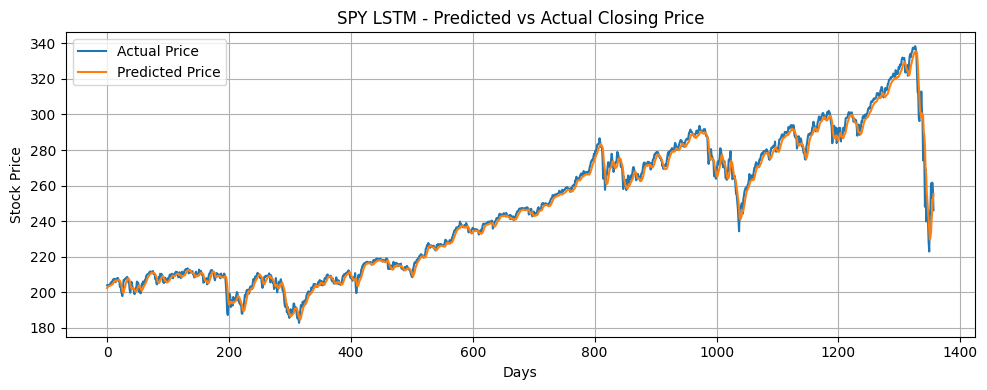 SPY LSTM - Predicted vs Actual Closing Price
Actual Price
Predicted Price
Stock Price
340
320
300
280
260
240
220
200
180
0 200 400 600 800 1000 1200 1400
Days